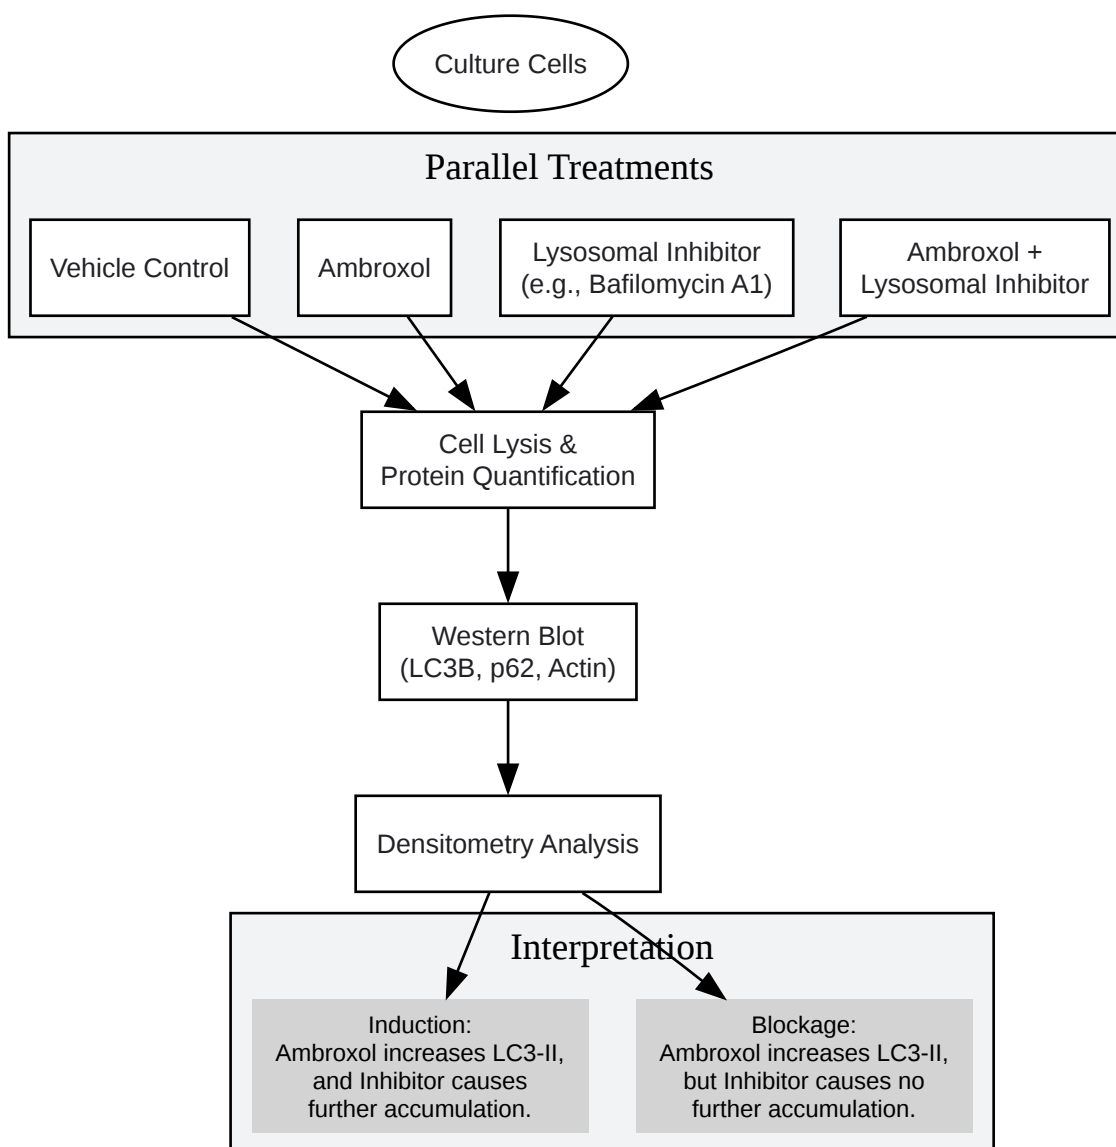 Culture Cells
Parallel Treatments
Vehicle Control
Ambroxol
Lysosomal Inhibitor
(e.g., Bafilomycin A1)
Ambroxol +
Lysosomal Inhibitor
Cell Lysis &
Protein Quantification
Western Blot
(LC3B, p62, Actin)
Densitometry Analysis
Interpretation
Induction:
Ambroxol increases LC3-II,
and Inhibitor causes
further accumulation.
Blockage:
Ambroxol increases LC3-II,
but Inhibitor causes no
further accumulation.